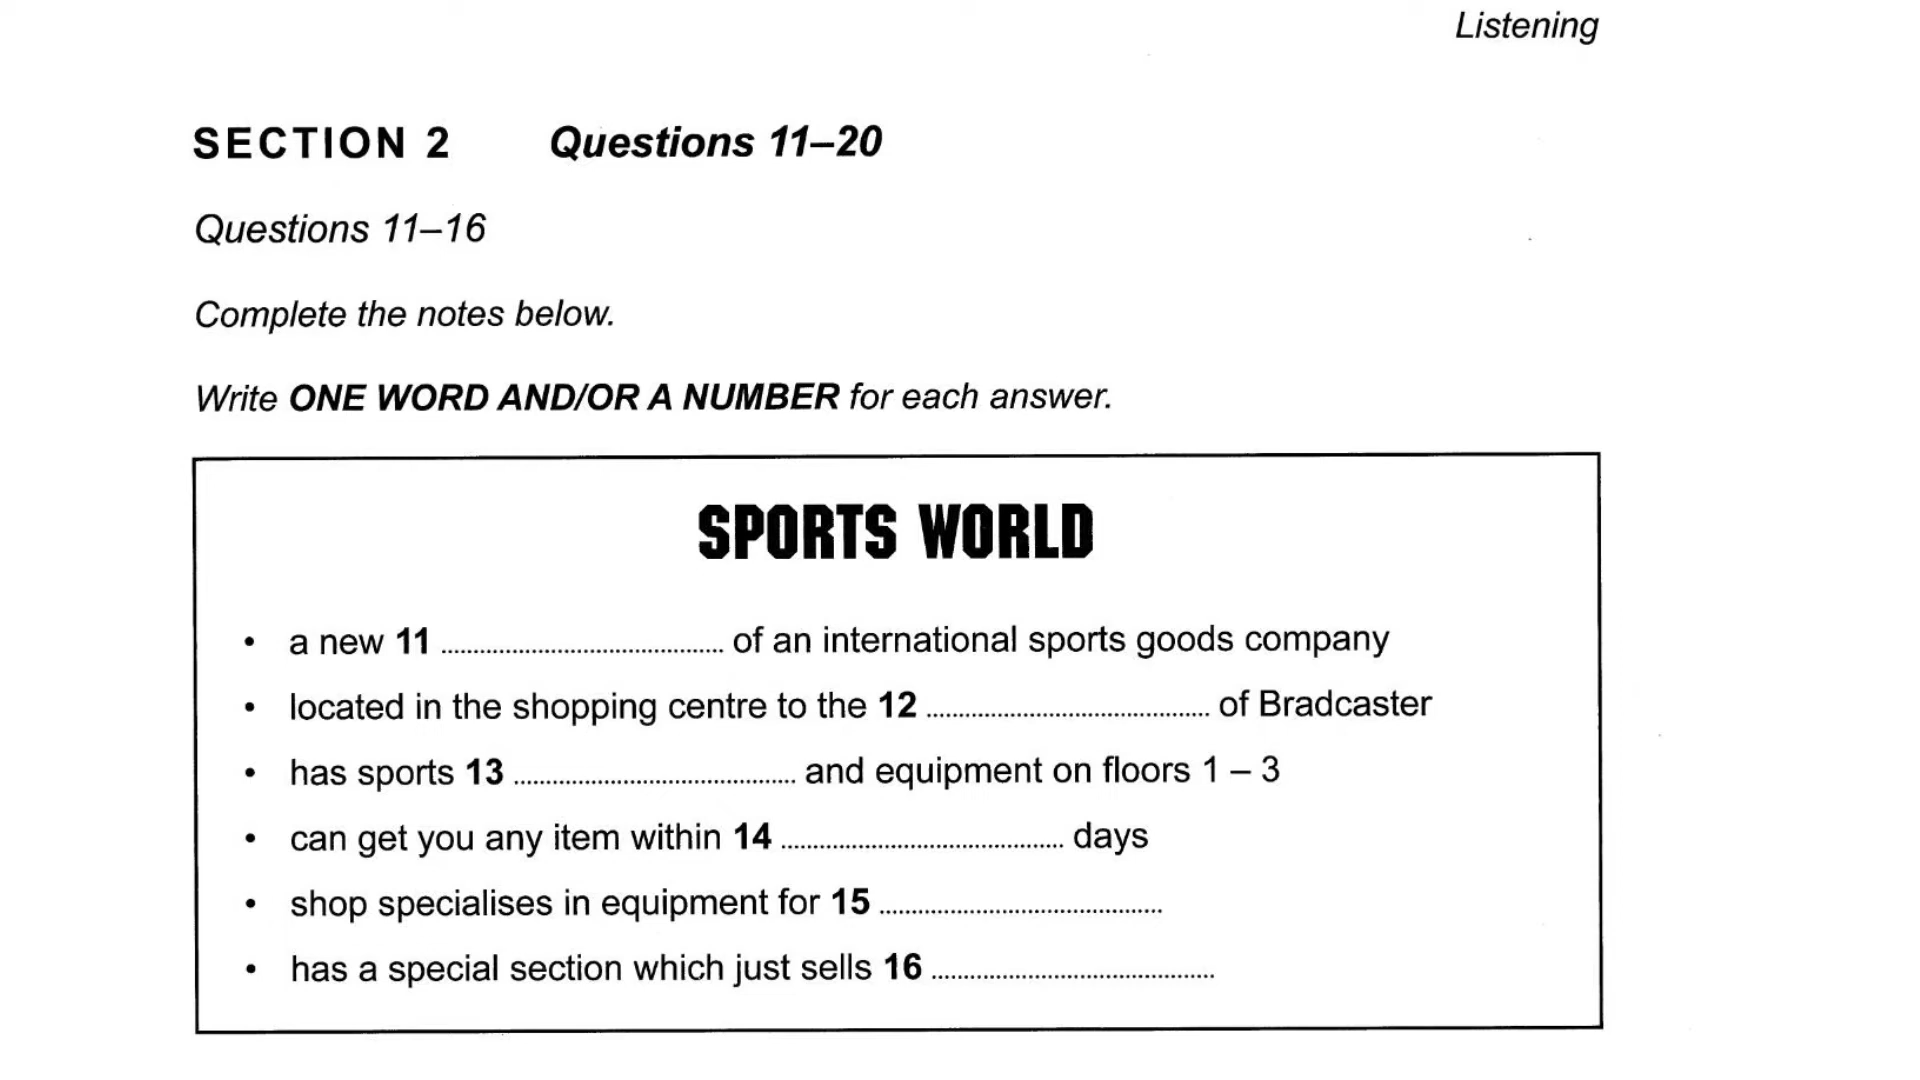 Listening
SECTION 2 Questions 11–20
Questions 11–16
Complete the notes below.
Write ONE WORD AND/OR A NUMBER for each answer.
SPORTS WORLD
• a new 11 ............................................ of an international sports goods company
• located in the shopping centre to the 12 ............................................ of Bradcaster
• has sports 13 ............................................ and equipment on floors 1 – 3
• can get you any item within 14 ............................................ days
• shop specialises in equipment for 15 ............................................
• has a special section which just sells 16 ............................................